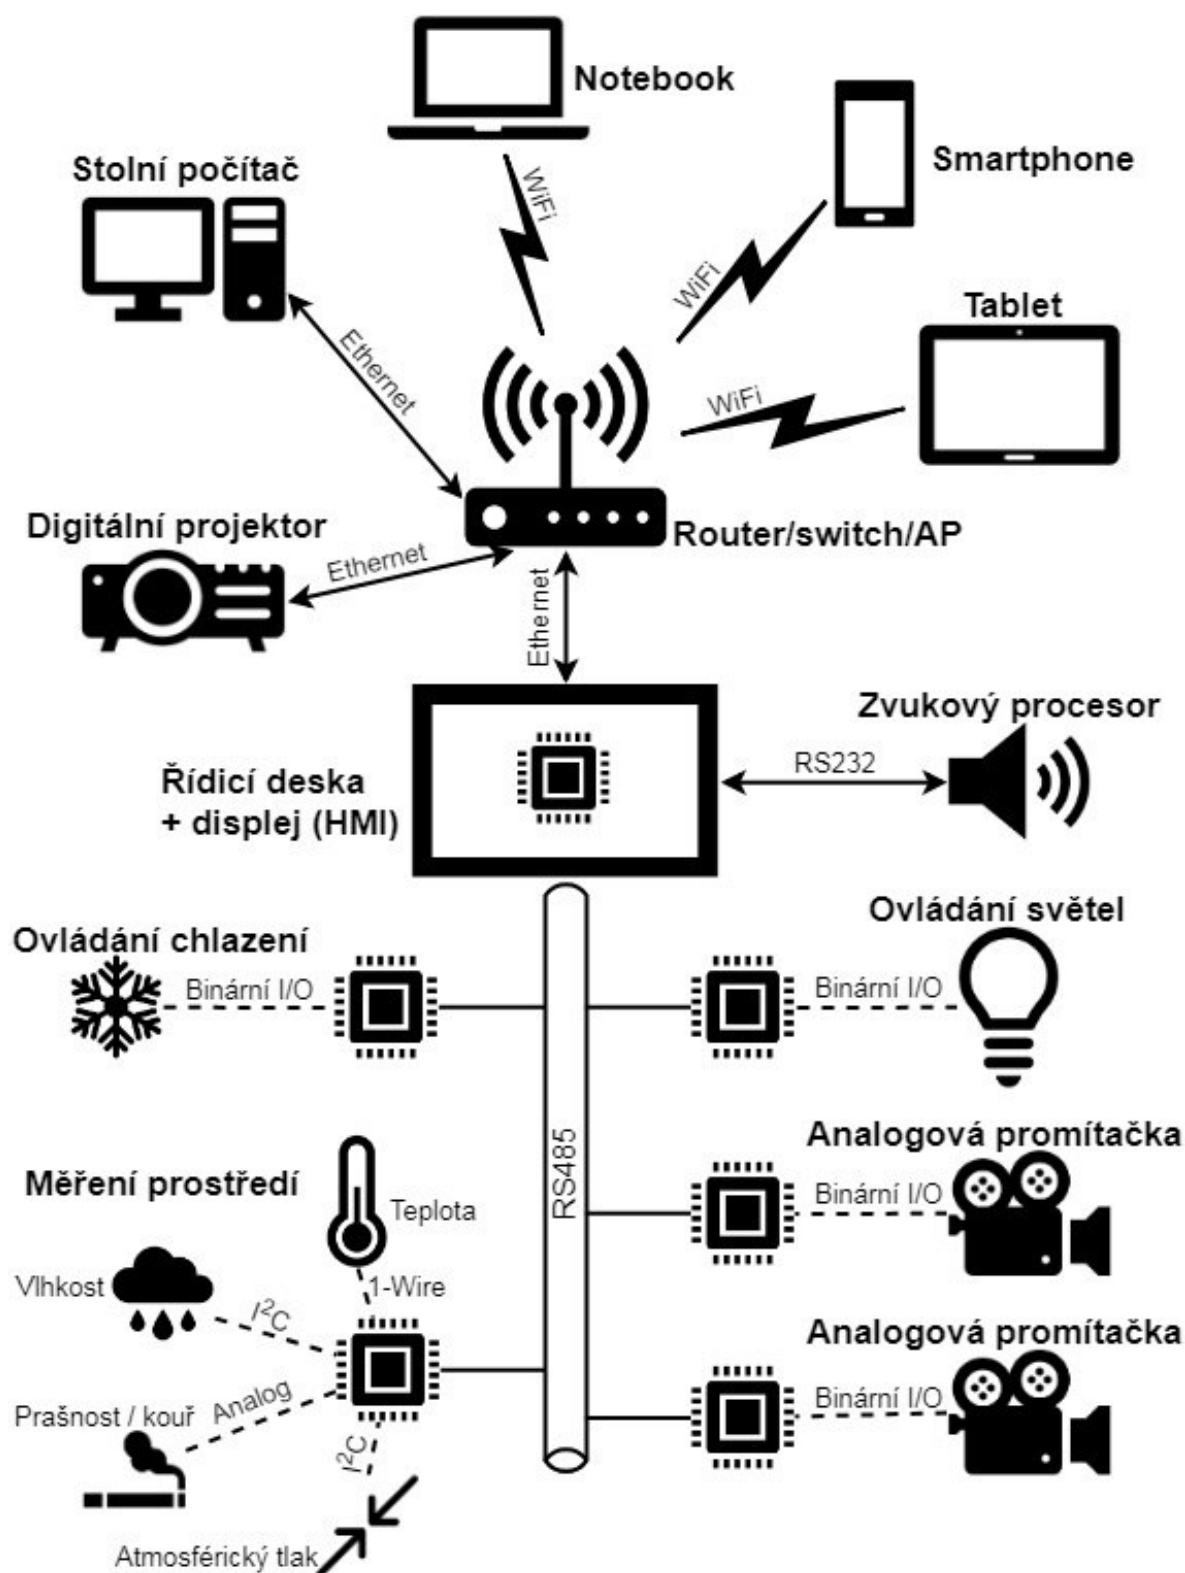 Notebook
Smartphone
Stolní počítač
WiFi
WiFi
Tablet
Ethernet
WiFi
Digitální projektor
Router/switch/AP
Ethernet
Ethernet
Zvukový procesor
RS232
Řídicí deska
+ displej (HMI)
Ovládání chlazení
Ovládání světel
Binární I/O
Binární I/O
RS485
Analogová promítačka
Měření prostředí
Binární I/O
Teplota
Vlhkost
1-Wire
I²C
Analogová promítačka
Analog
Binární I/O
Prašnost / kouř
I²C
Atmosférický tlak